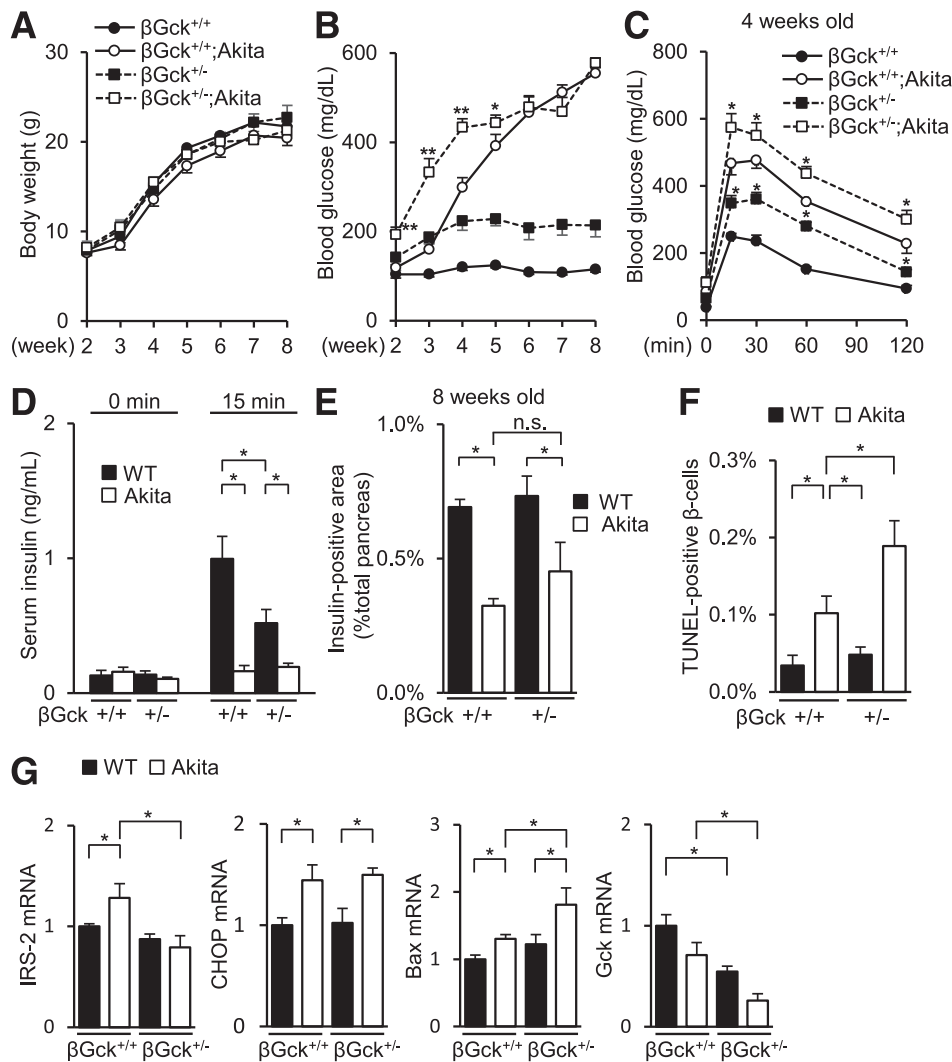 A
βGck+/+
βGck+/+;Akita
βGck+/-
βGck+/-;Akita
Body weight (g)
30
20
10
0
(week) 2 3 4 5 6 7 8
B
Blood glucose (mg/dL)
600
400
200
0
** ** ** *
(week) 2 3 4 5 6 7 8
C
4 weeks old
βGck+/+
βGck+/+;Akita
βGck+/-
βGck+/-;Akita
Blood glucose (mg/dL)
800
600
400
200
0
* * * *
* * * *
(min) 0 30 60 90 120
D
0 min 15 min
WT
Akita
Serum insulin (ng/mL)
2
1
0
* * *
βGck +/+ +/- +/+ +/-
E
8 weeks old
n.s.
* *
WT
Akita
Insulin-positive area
(%total pancreas)
1.0%
0.5%
0.0%
βGck +/+ +/-
F
WT Akita
TUNEL-positive β-cells
0.3%
0.2%
0.1%
0.0%
* * *
βGck +/+ +/-
G
WT Akita
IRS-2 mRNA
2
1
0
* *
βGck+/+ βGck+/-
CHOP mRNA
2
1
0
* *
βGck+/+ βGck+/-
Bax mRNA
3
2
1
0
* * *
βGck+/+ βGck+/-
Gck mRNA
2
1
0
* *
βGck+/+ βGck+/-